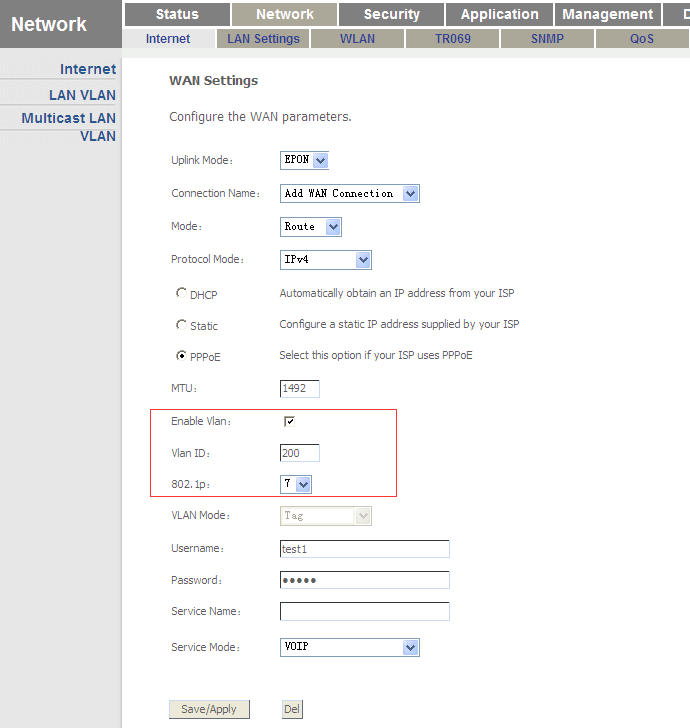 Network
Status Network Security Application Management D
Internet LAN Settings WLAN TR069 SNMP QoS
Internet
LAN VLAN
Multicast LAN
VLAN
WAN Settings
Configure the WAN parameters.
Uplink Mode: EPON
Connection Name: Add WAN Connection
Mode: Route
Protocol Mode: IPv4
DHCP Automatically obtain an IP address from your ISP
Static Configure a static IP address supplied by your ISP
PPPoE Select this option if your ISP uses PPPoE
MTU: 1492
Enable Vlan:
Vlan ID: 200
802.1p: 7
VLAN Mode: Tag
Username: test1
Password: •••••
Service Name:
Service Mode: VOIP
Save/Apply Del